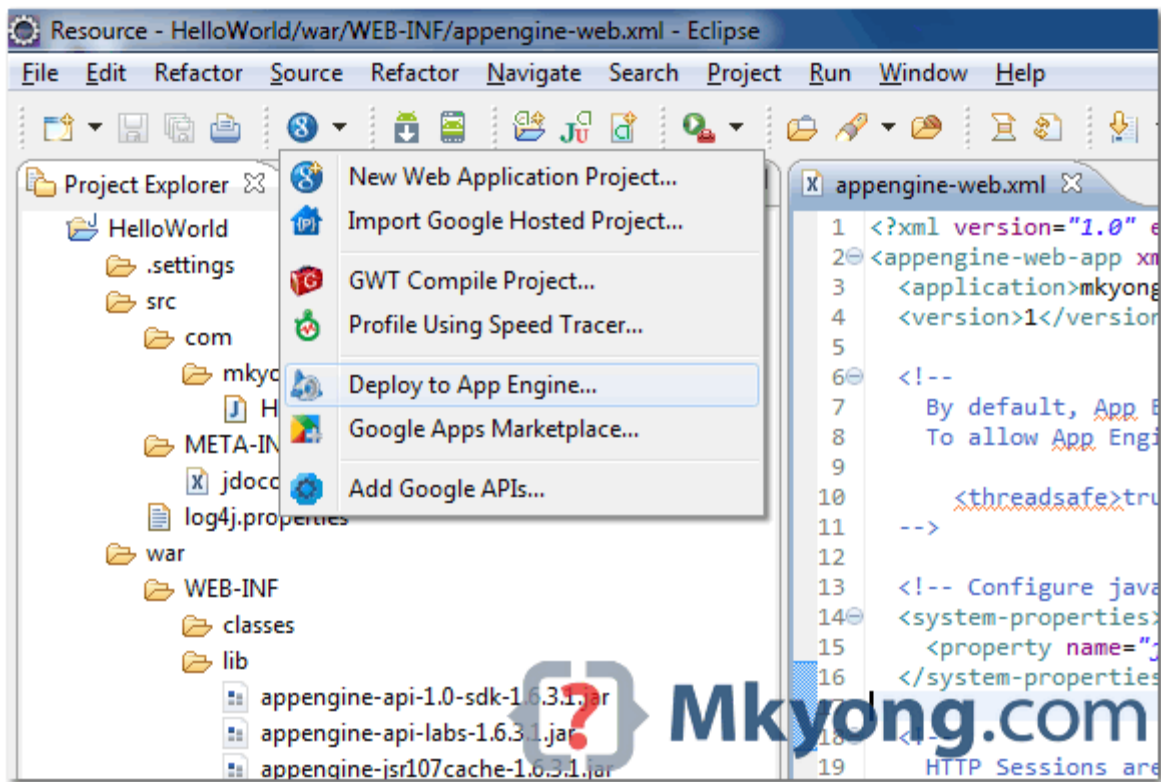 Resource - HelloWorld/war/WEB-INF/appengine-web.xml - Eclipse
File Edit Refactor Source Refactor Navigate Search Project Run Window Help
Project Explorer
HelloWorld
.settings
src
com
mkyo
H
META-IN
jdoco
log4j.properties
war
WEB-INF
classes
lib
appengine-api-1.0-sdk-1.6.3.1.jar
appengine-api-labs-1.6.3.1.jar
appengine-jsr107cache-1.6.3.1.jar
New Web Application Project...
Import Google Hosted Project...
GWT Compile Project...
Profile Using Speed Tracer...
Deploy to App Engine...
Google Apps Marketplace...
Add Google APIs...
appengine-web.xml
1 <?xml version="1.0" e
2 <appengine-web-app xm
3 <application>mkyong
4 <version>1</version
5
6 <!--
7 By default, App E
8 To allow App Engi
9
10 <threadsafe>tru
11 -->
12
13 <!-- Configure java
14 <system-properties>
15 <property name="j
16 </system-properties
17
18 <!--
19 HTTP Sessions are
Mkyong.com